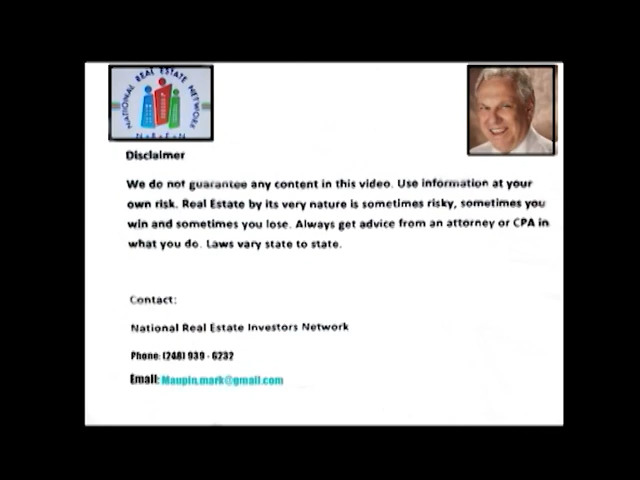 NATIONAL REAL ESTATE NETWORK
N • R • E • N
Disclaimer
We do not guarantee any content in this video. Use information at your
own risk. Real Estate by its very nature is sometimes risky, sometimes you
win and sometimes you lose. Always get advice from an attorney or CPA in
what you do. Laws vary state to state.
Contact:
National Real Estate Investors Network
Phone: (248) 939 - 6232
Email: Maupin.mark@gmail.com